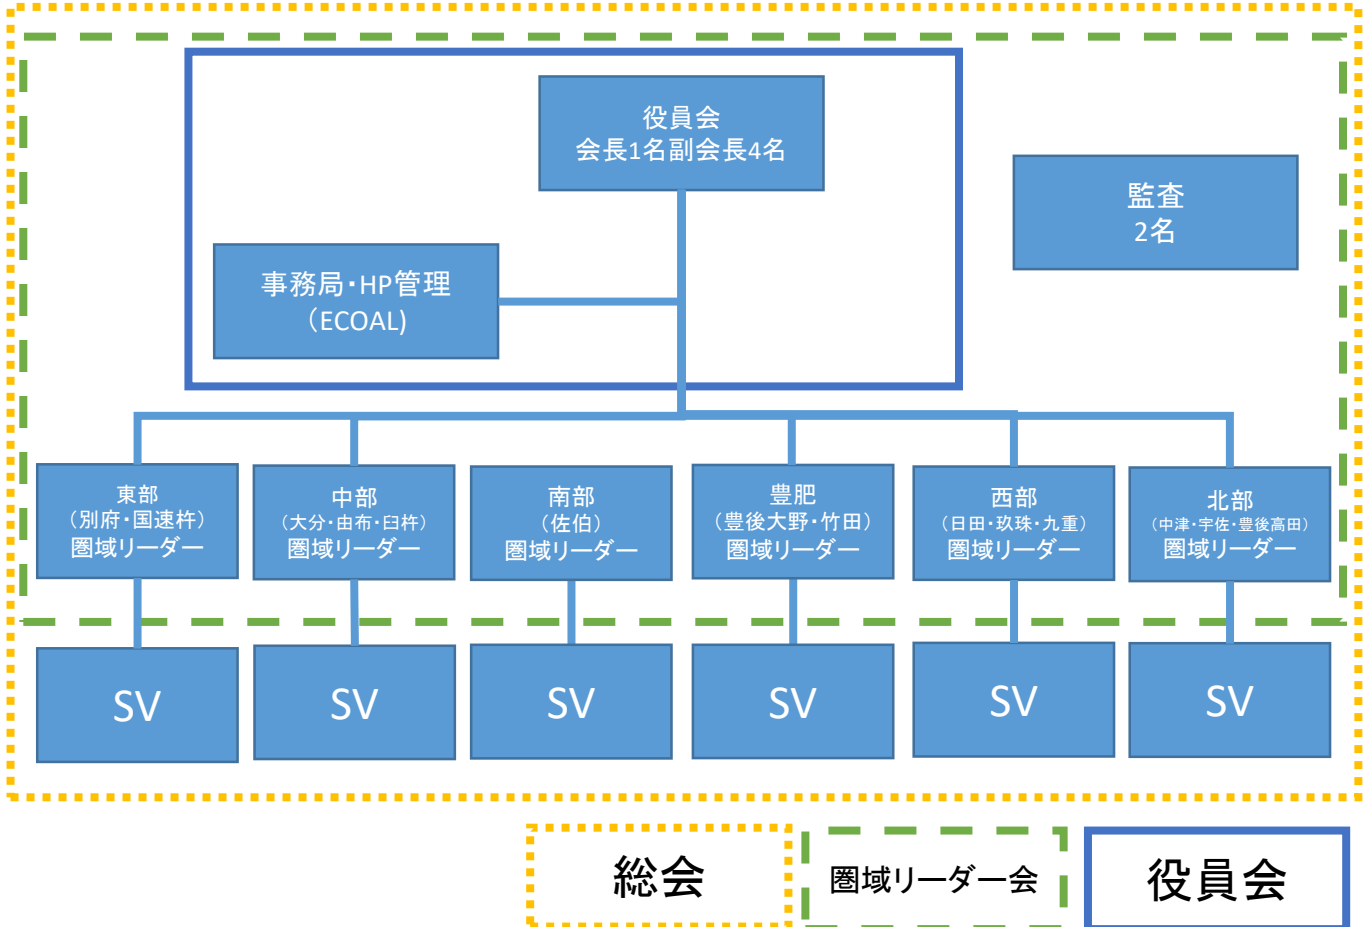 役員会
会長1名副会長4名
監査
2名
事務局・HP管理
（ECOAL)
東部
（別府・国速杵）
圏域リーダー
中部
（大分・由布・臼杵）
圏域リーダー
南部
（佐伯）
圏域リーダー
豊肥
（豊後大野・竹田）
圏域リーダー
西部
（日田・玖珠・九重）
圏域リーダー
北部
（中津・宇佐・豊後高田）
圏域リーダー
SV
SV
SV
SV
SV
SV
総会
圏域リーダー会
役員会